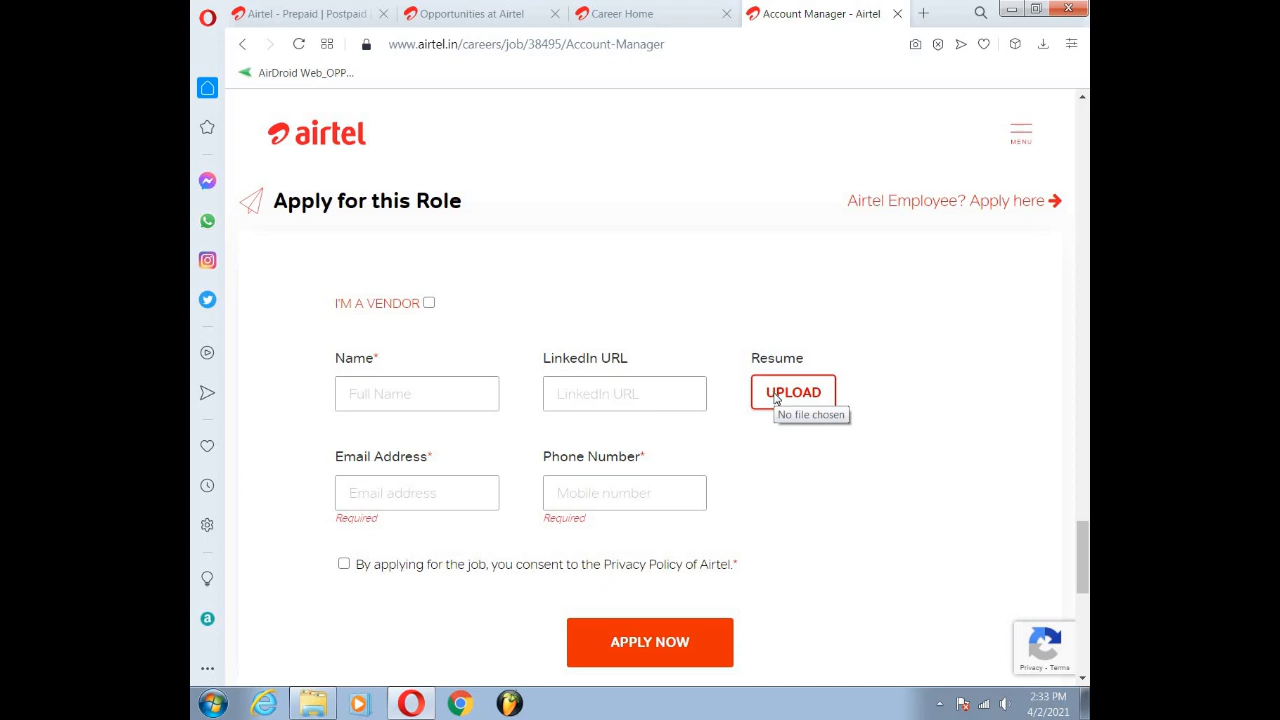 Airtel - Prepaid | Postpaid
Opportunities at Airtel
Career Home
Account Manager - Airtel
www.airtel.in/careers/job/38495/Account-Manager
AirDroid Web_OPP...
airtel
MENU
Apply for this Role
Airtel Employee? Apply here
I'M A VENDOR
Name*
LinkedIn URL
Resume
Full Name
LinkedIn URL
UPLOAD
No file chosen
Email Address*
Phone Number*
Email address
Mobile number
Required
Required
By applying for the job, you consent to the Privacy Policy of Airtel.*
APPLY NOW
Privacy - Terms
2:33 PM
4/2/2021